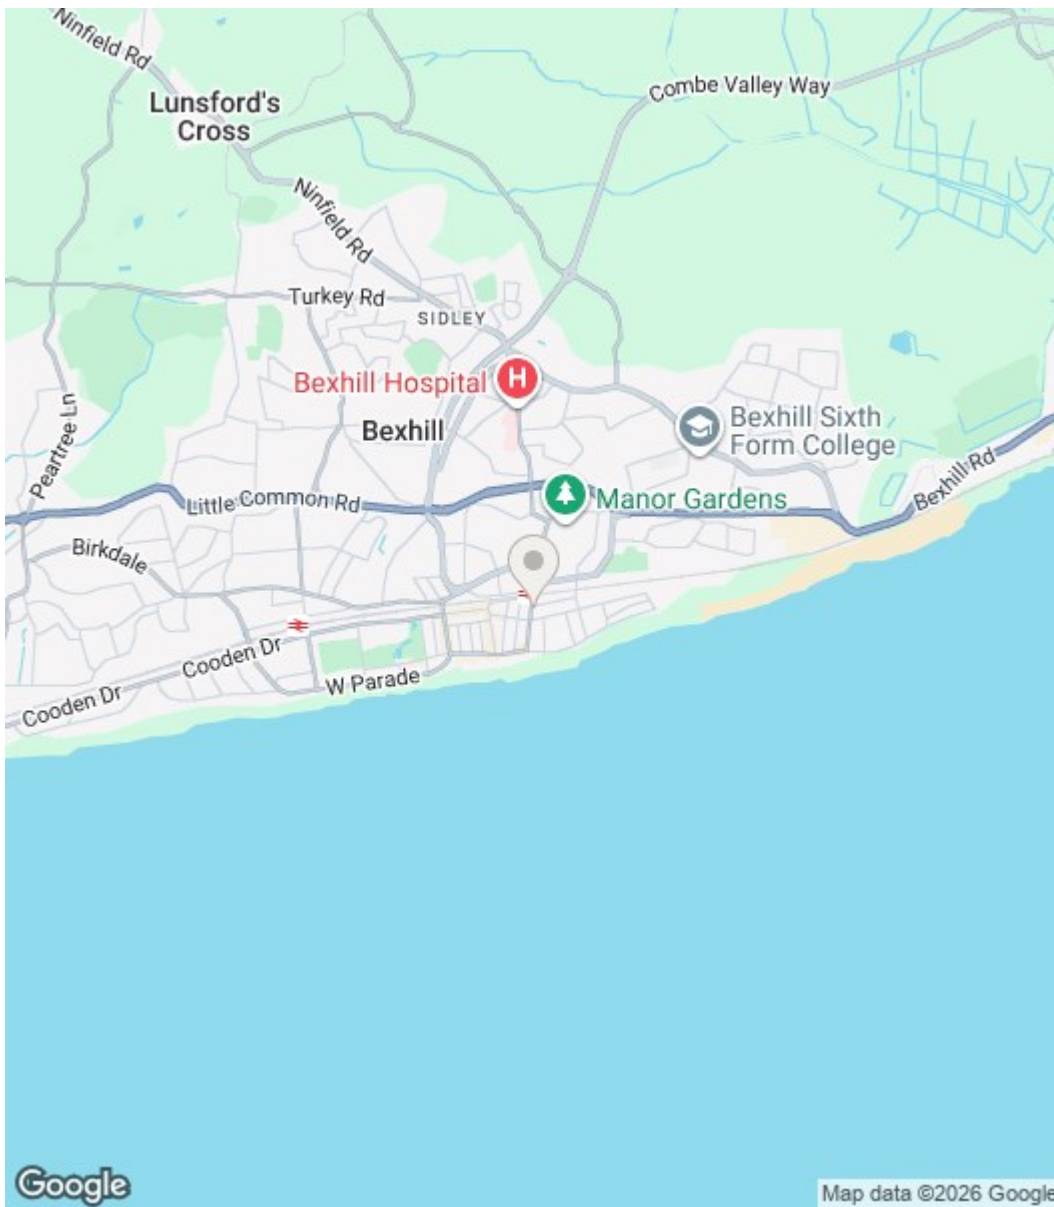 Ninfield Rd
Lunsford's
Cross
Combe Valley Way
Ninfield Rd
Turkey Rd
SIDLEY
Bexhill Hospital
H
Bexhill
Bexhill Sixth
Form College
Peartree Ln
Little Common Rd
Manor Gardens
Bexhill Rd
Birkdale
Cooden Dr
W Parade
Cooden Dr
Google
Map data ©2026 Google